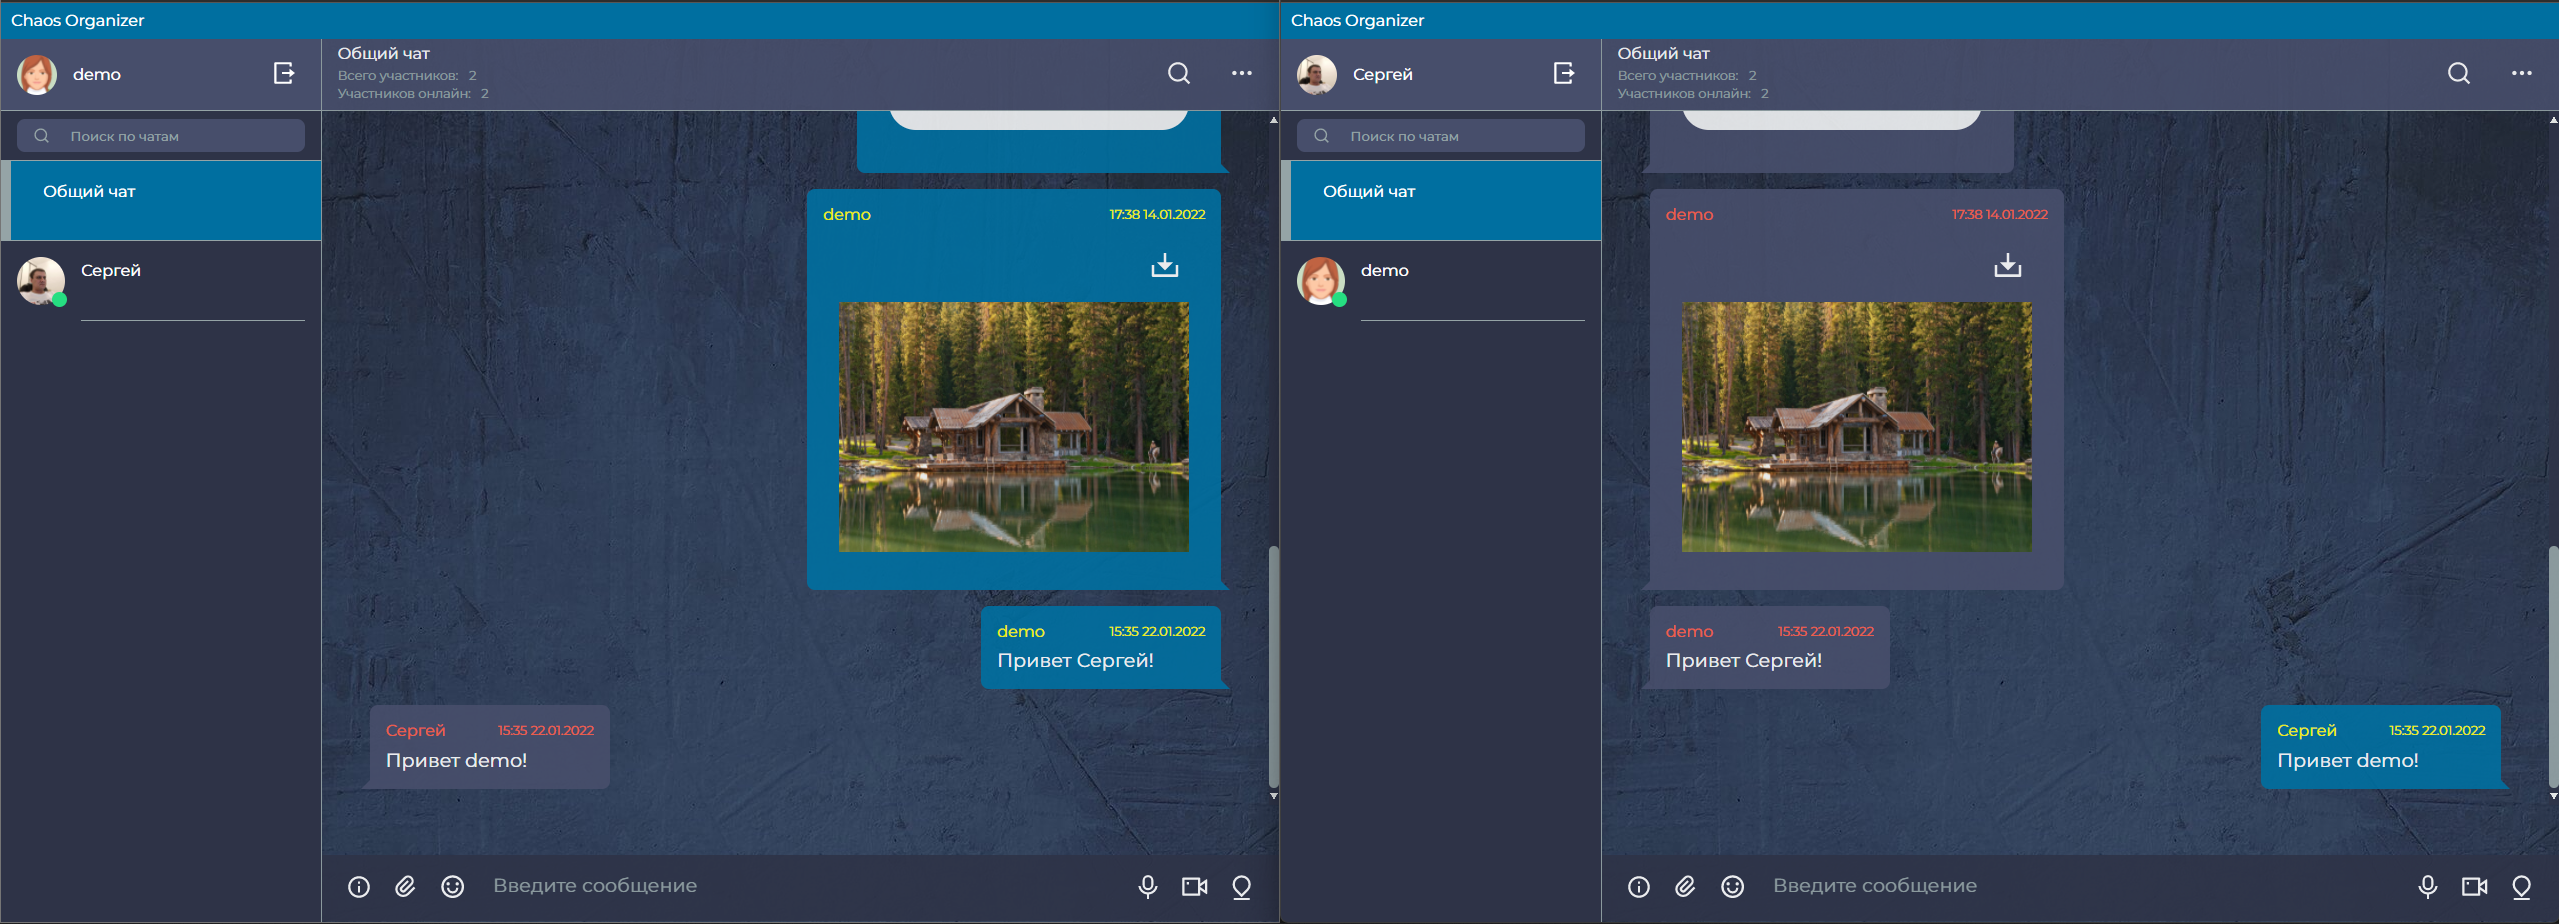 Chaos Organizer
demo
Общий чат
Всего участников: 2
Участников онлайн: 2
Поиск по чатам
Общий чат
Сергей
demo 17:38 14.01.2022
demo 15:35 22.01.2022
Привет Сергей!
Сергей 15:35 22.01.2022
Привет demo!
Введите сообщение
Chaos Organizer
Сергей
Общий чат
Всего участников: 2
Участников онлайн: 2
Поиск по чатам
Общий чат
demo
demo 17:38 14.01.2022
demo 15:35 22.01.2022
Привет Сергей!
Сергей 15:35 22.01.2022
Привет demo!
Введите сообщение